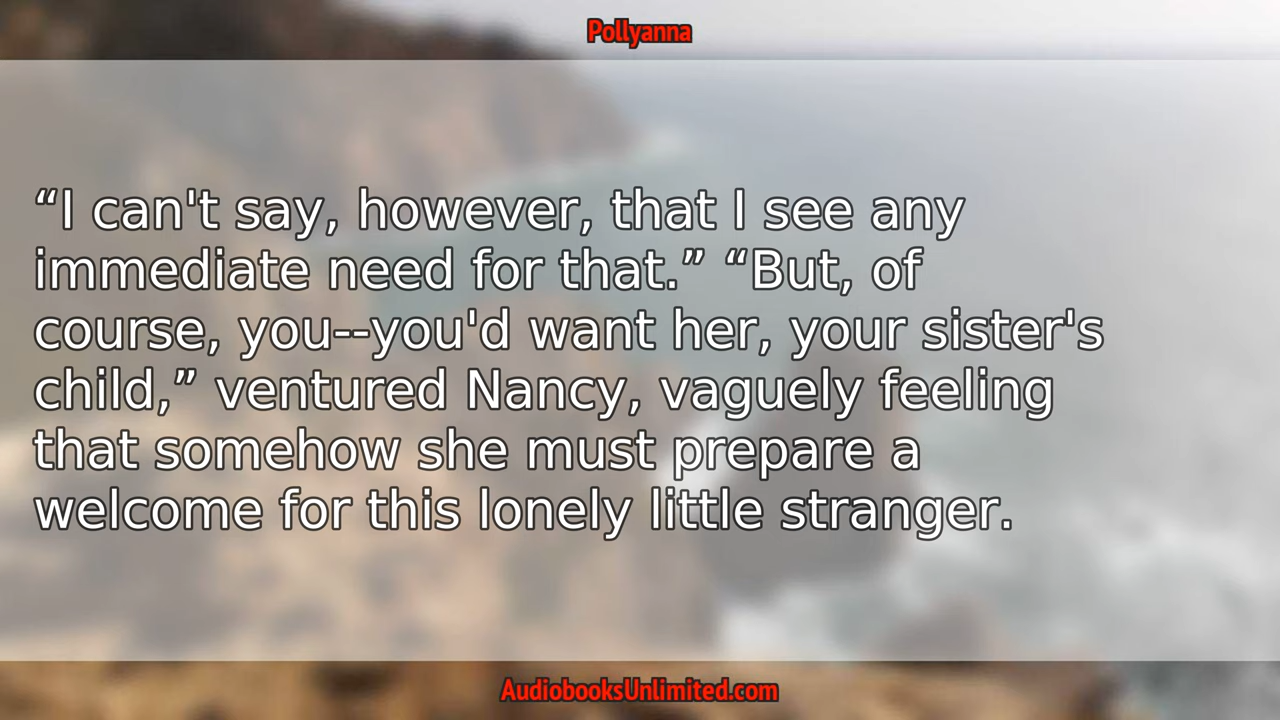 Pollyanna
“I can't say, however, that I see any
immediate need for that.” “But, of
course, you--you'd want her, your sister's
child,” ventured Nancy, vaguely feeling
that somehow she must prepare a
welcome for this lonely little stranger.
AudiobooksUnlimited.com